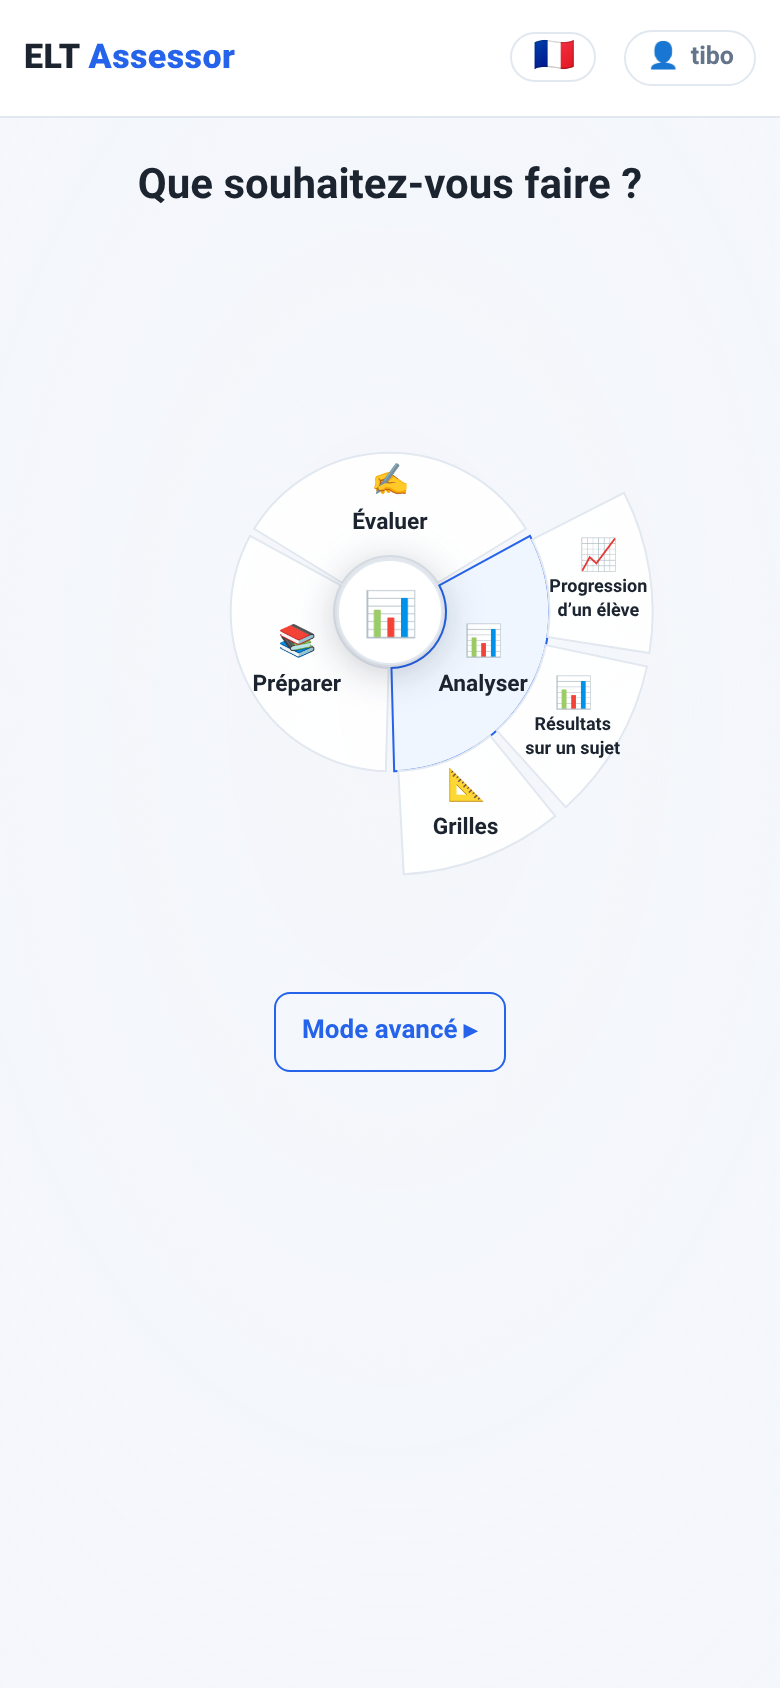 ELT Assessor
tibo
Que souhaitez-vous faire ?
Évaluer
Progression
d’un élève
Préparer
Analyser
Résultats
sur un sujet
Grilles
Mode avancé ▸